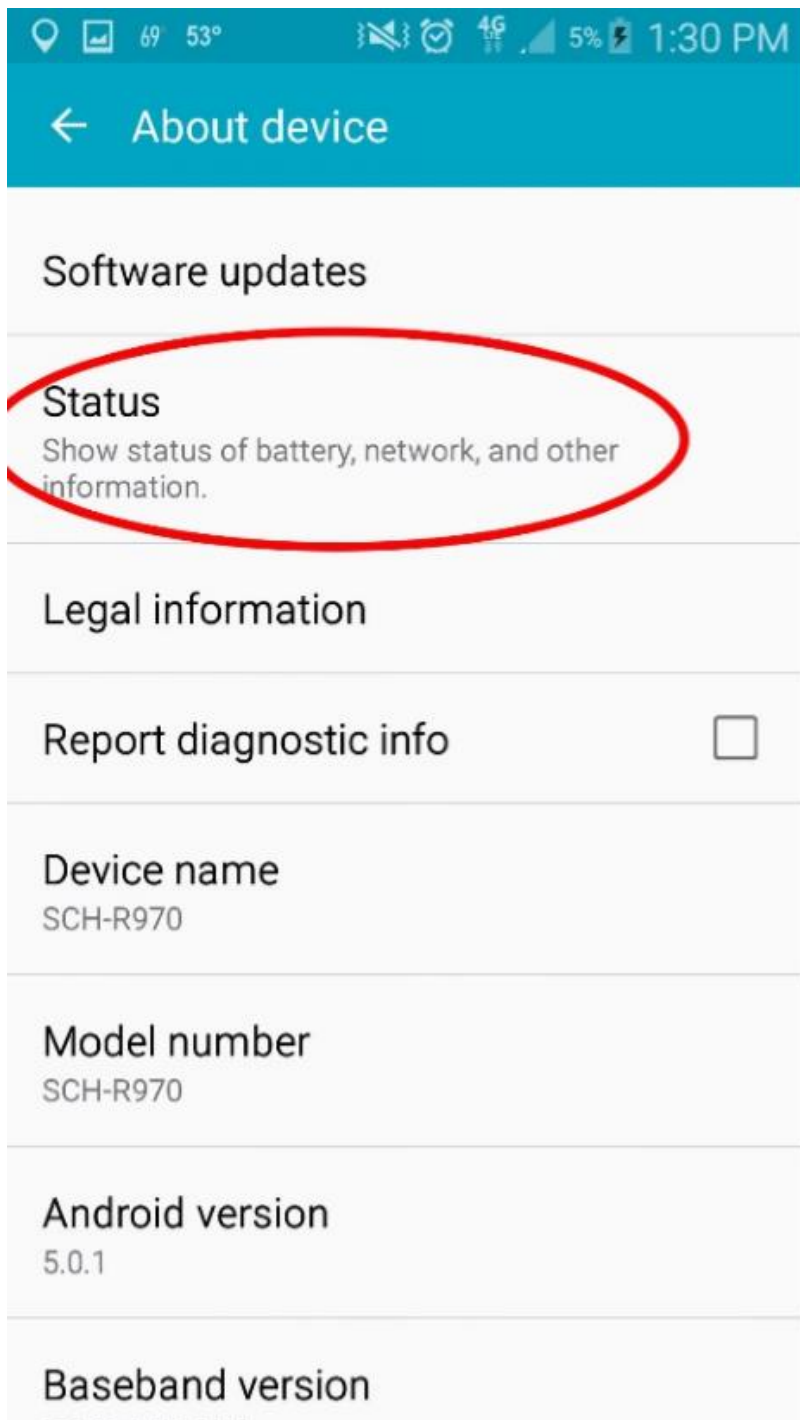 69° 53° 4G LTE 5% 1:30 PM
About device
Software updates
Status
Show status of battery, network, and other
information.
Legal information
Report diagnostic info
Device name
SCH-R970
Model number
SCH-R970
Android version
5.0.1
Baseband version